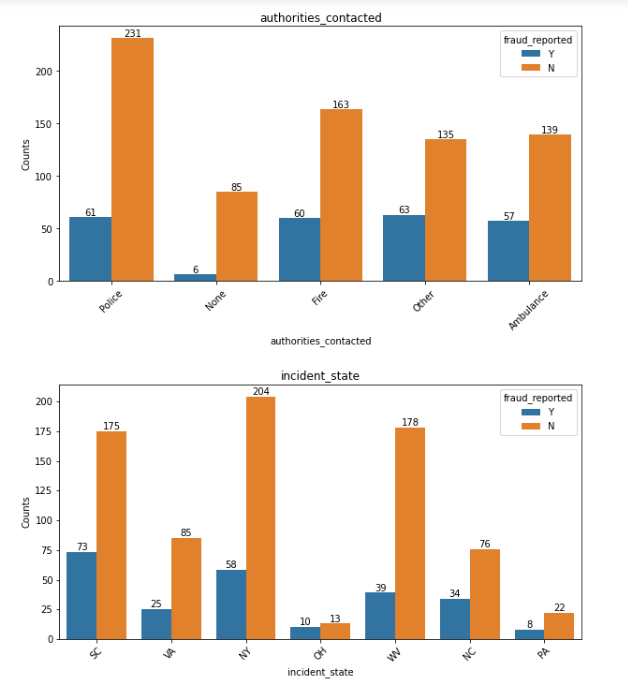 authorities_contacted
fraud_reported
Y
N
231
163
135
139
85
61
6
60
63
57
200
150
100
50
0
Counts
Police
None
Fire
Other
Ambulance
authorities_contacted
incident_state
fraud_reported
Y
N
204
175
178
73
85
58
76
25
39
34
10
13
8
22
200
175
150
125
100
75
50
25
0
Counts
SC
VA
NY
OH
WV
NC
PA
incident_state